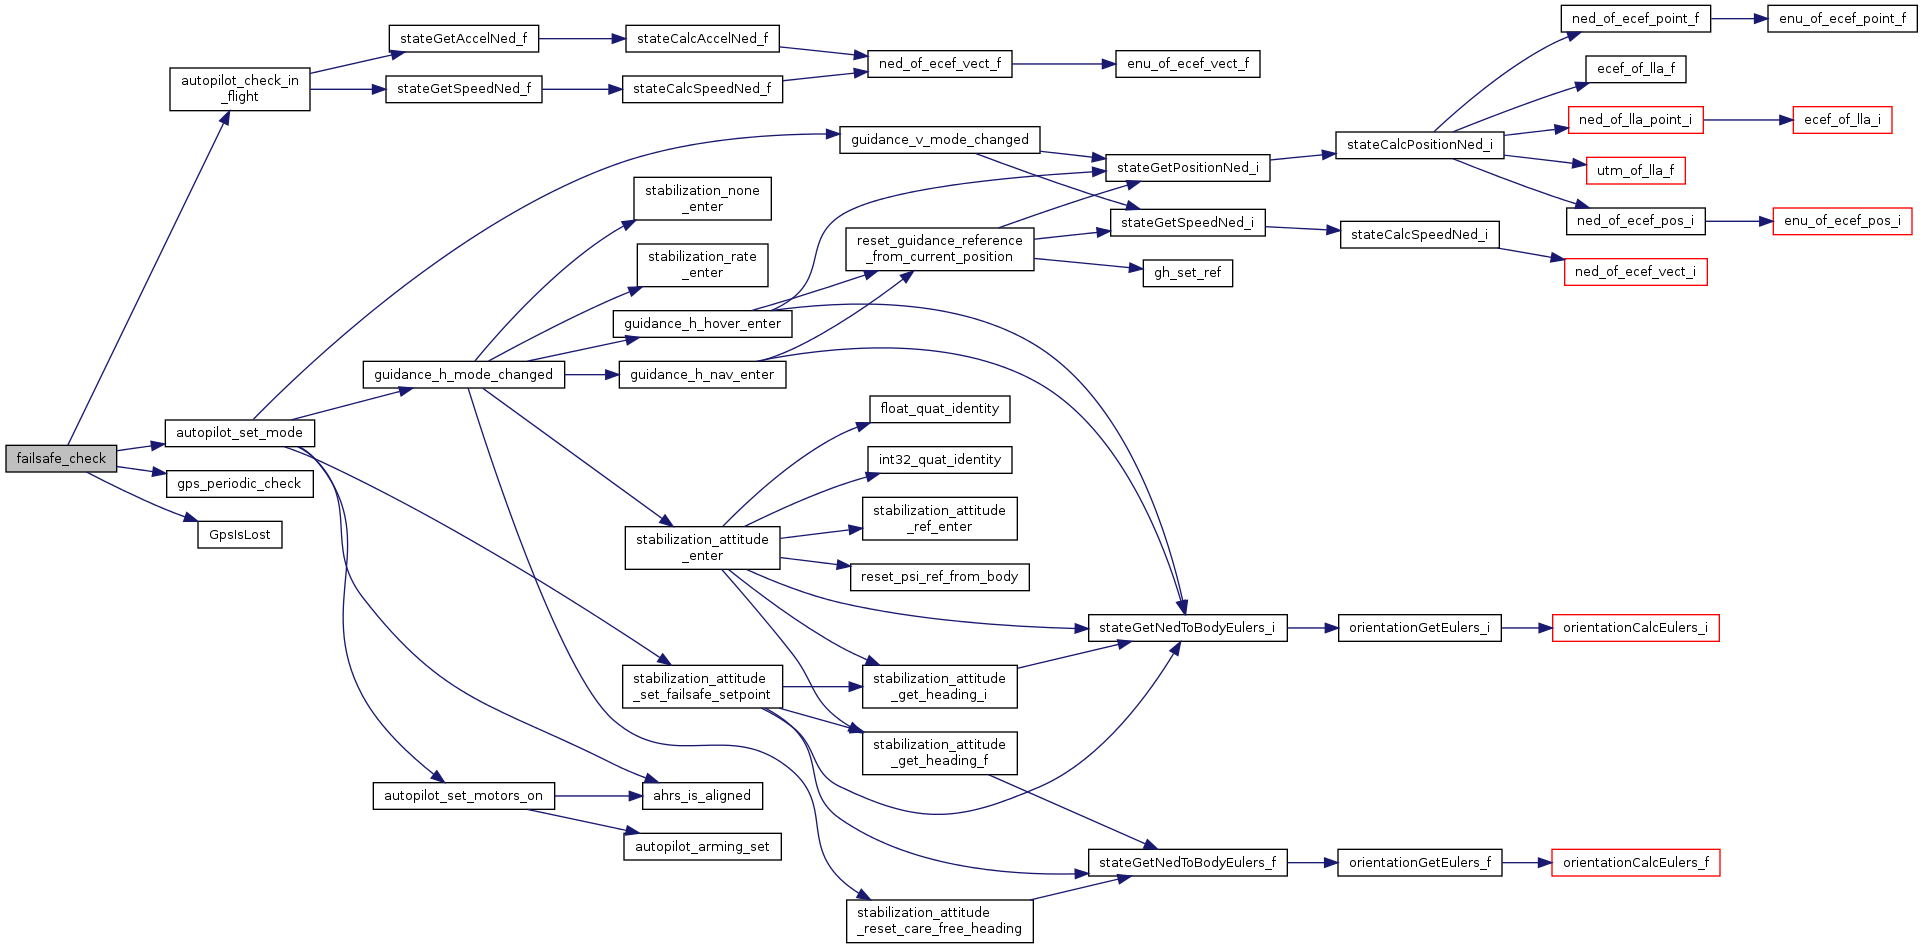 failsafe_check
autopilot_check_in
_flight
autopilot_set_mode
gps_periodic_check
GpsIsLost
stateGetAccelNed_f
stateGetSpeedNed_f
guidance_h_mode_changed
autopilot_set_motors_on
stateCalcAccelNed_f
stateCalcSpeedNed_f
stabilization_none
_enter
stabilization_rate
_enter
guidance_h_hover_enter
guidance_h_nav_enter
stabilization_attitude
_enter
stabilization_attitude
_set_failsafe_setpoint
ahrs_is_aligned
autopilot_arming_set
ned_of_ecef_vect_f
guidance_v_mode_changed
reset_guidance_reference
_from_current_position
float_quat_identity
int32_quat_identity
stabilization_attitude
_ref_enter
reset_psi_ref_from_body
stabilization_attitude
_get_heading_i
stabilization_attitude
_get_heading_f
stabilization_attitude
_reset_care_free_heading
enu_of_ecef_vect_f
stateGetPositionNed_i
stateGetSpeedNed_i
gh_set_ref
stateGetNedToBodyEulers_i
stateGetNedToBodyEulers_f
stateCalcPositionNed_i
stateCalcSpeedNed_i
orientationGetEulers_i
orientationGetEulers_f
ned_of_ecef_point_f
ecef_of_lla_f
ned_of_lla_point_i
utm_of_lla_f
ned_of_ecef_pos_i
ned_of_ecef_vect_i
orientationCalcEulers_i
orientationCalcEulers_f
enu_of_ecef_point_f
ecef_of_lla_i
enu_of_ecef_pos_i